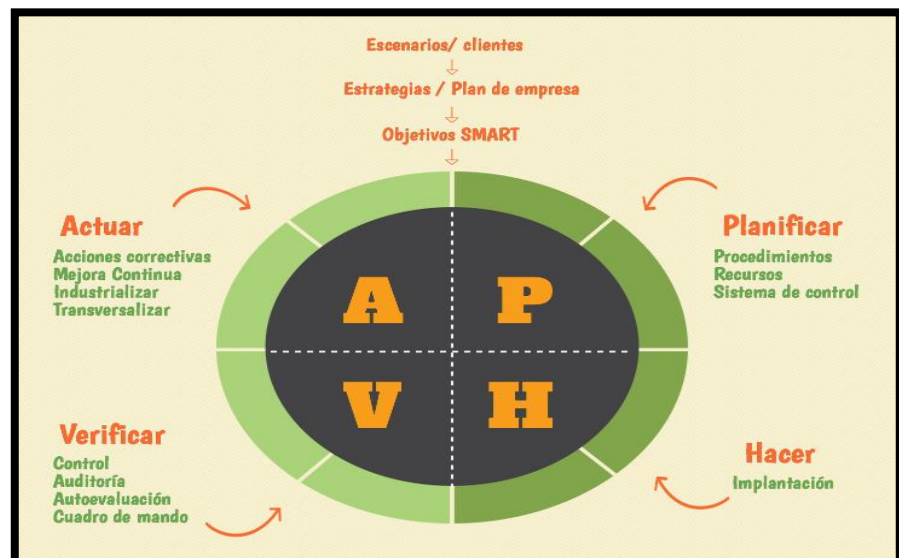 Escenarios/ clientes
Estrategias / Plan de empresa
Objetivos SMART
Actuar
Acciones correctivas
Mejora Continua
Industrializar
Transversalizar
Planificar
Procedimientos
Recursos
Sistema de control
A
P
V
H
Verificar
Control
Auditoría
Autoevaluación
Cuadro de mando
Hacer
Implantación